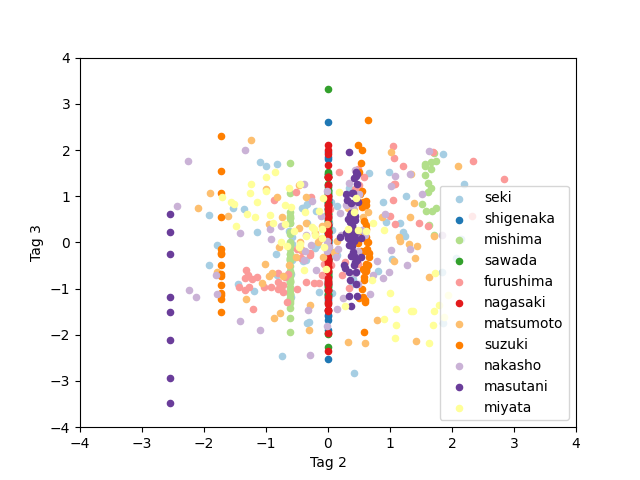 4
3
2
1
0
−1
−2
−3
−4
Tag 3
−4 −3 −2 −1 0 1 2 3 4
Tag 2
seki
shigenaka
mishima
sawada
furushima
nagasaki
matsumoto
suzuki
nakasho
masutani
miyata